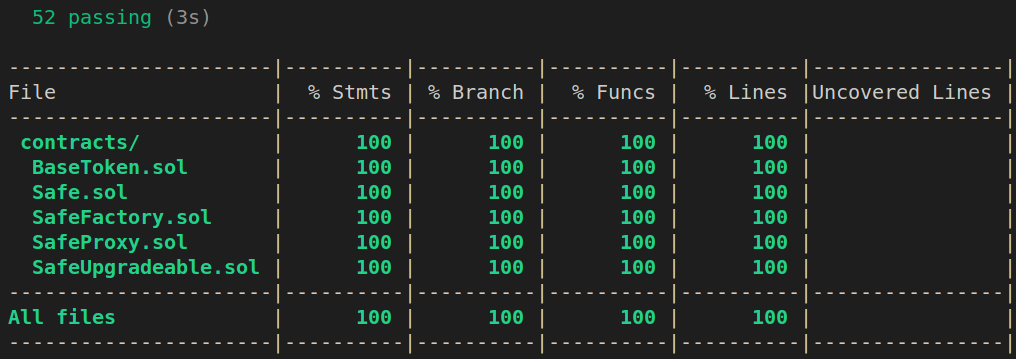 52 passing (3s)
----------------------|----------|----------|----------|----------|----------------|
File                  |  % Stmts | % Branch |  % Funcs |  % Lines |Uncovered Lines |
----------------------|----------|----------|----------|----------|----------------|
 contracts/           |      100 |      100 |      100 |      100 |                |
  BaseToken.sol       |      100 |      100 |      100 |      100 |                |
  Safe.sol            |      100 |      100 |      100 |      100 |                |
  SafeFactory.sol     |      100 |      100 |      100 |      100 |                |
  SafeProxy.sol       |      100 |      100 |      100 |      100 |                |
  SafeUpgradeable.sol |      100 |      100 |      100 |      100 |                |
----------------------|----------|----------|----------|----------|----------------|
All files             |      100 |      100 |      100 |      100 |                |
----------------------|----------|----------|----------|----------|----------------|